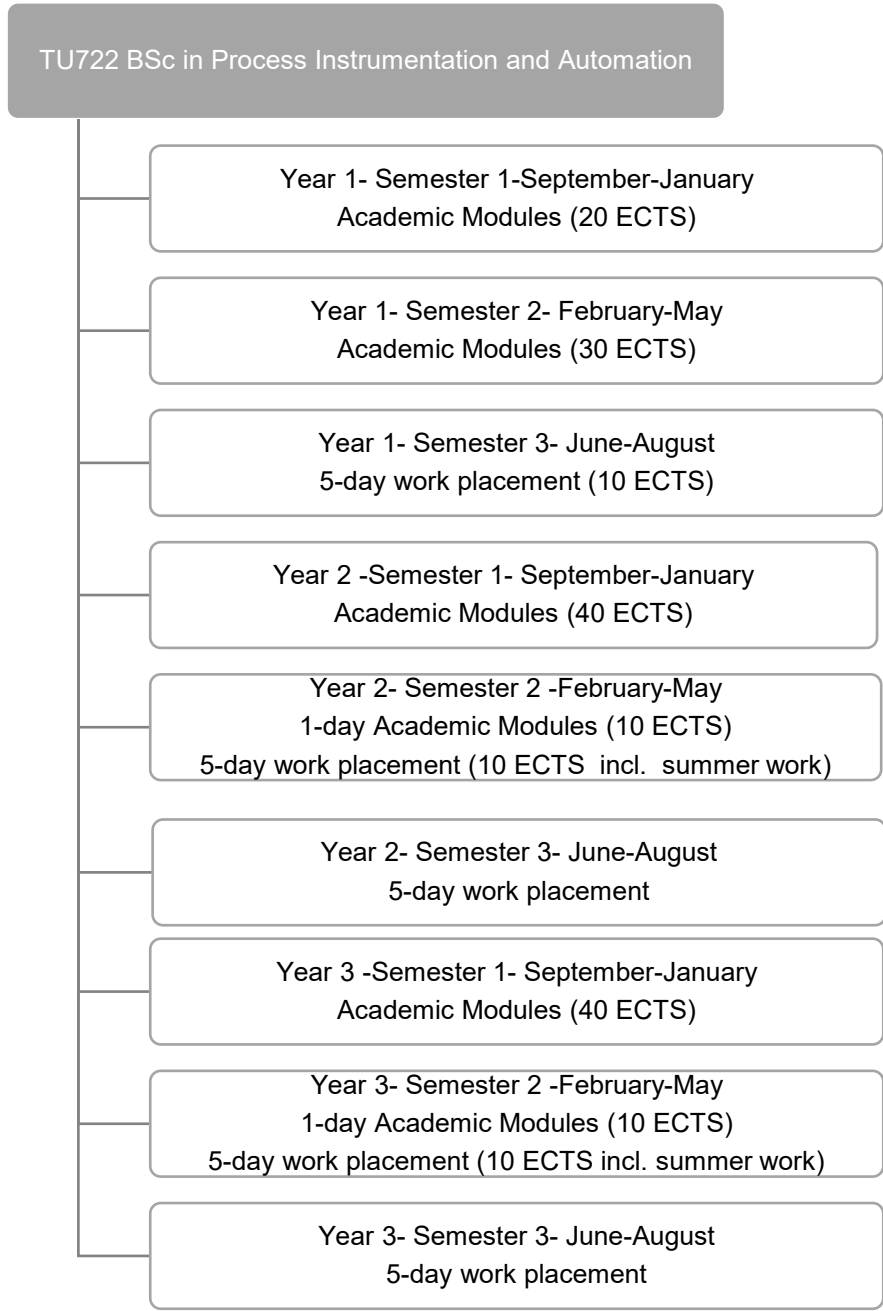 TU722 BSc in Process Instrumentation and Automation
Year 1- Semester 1-September-January
Academic Modules (20 ECTS)
Year 1- Semester 2- February-May
Academic Modules (30 ECTS)
Year 1- Semester 3- June-August
5-day work placement (10 ECTS)
Year 2 -Semester 1- September-January
Academic Modules (40 ECTS)
Year 2- Semester 2 -February-May
1-day Academic Modules (10 ECTS)
5-day work placement (10 ECTS  incl.  summer work)
Year 2- Semester 3- June-August
5-day work placement
Year 3 -Semester 1- September-January
Academic Modules (40 ECTS)
Year 3- Semester 2 -February-May
1-day Academic Modules (10 ECTS)
5-day work placement (10 ECTS incl. summer work)
Year 3- Semester 3- June-August
5-day work placement